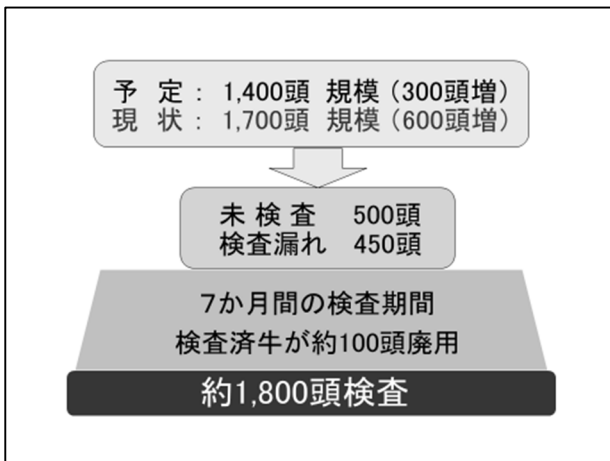 予 定 : 1,400頭 規模（300頭増）
現 状 : 1,700頭 規模（600頭増）
未 検 査 500頭
検査漏れ 450頭
7か月間の検査期間
検査済牛が約100頭廃用
約1,800頭検査